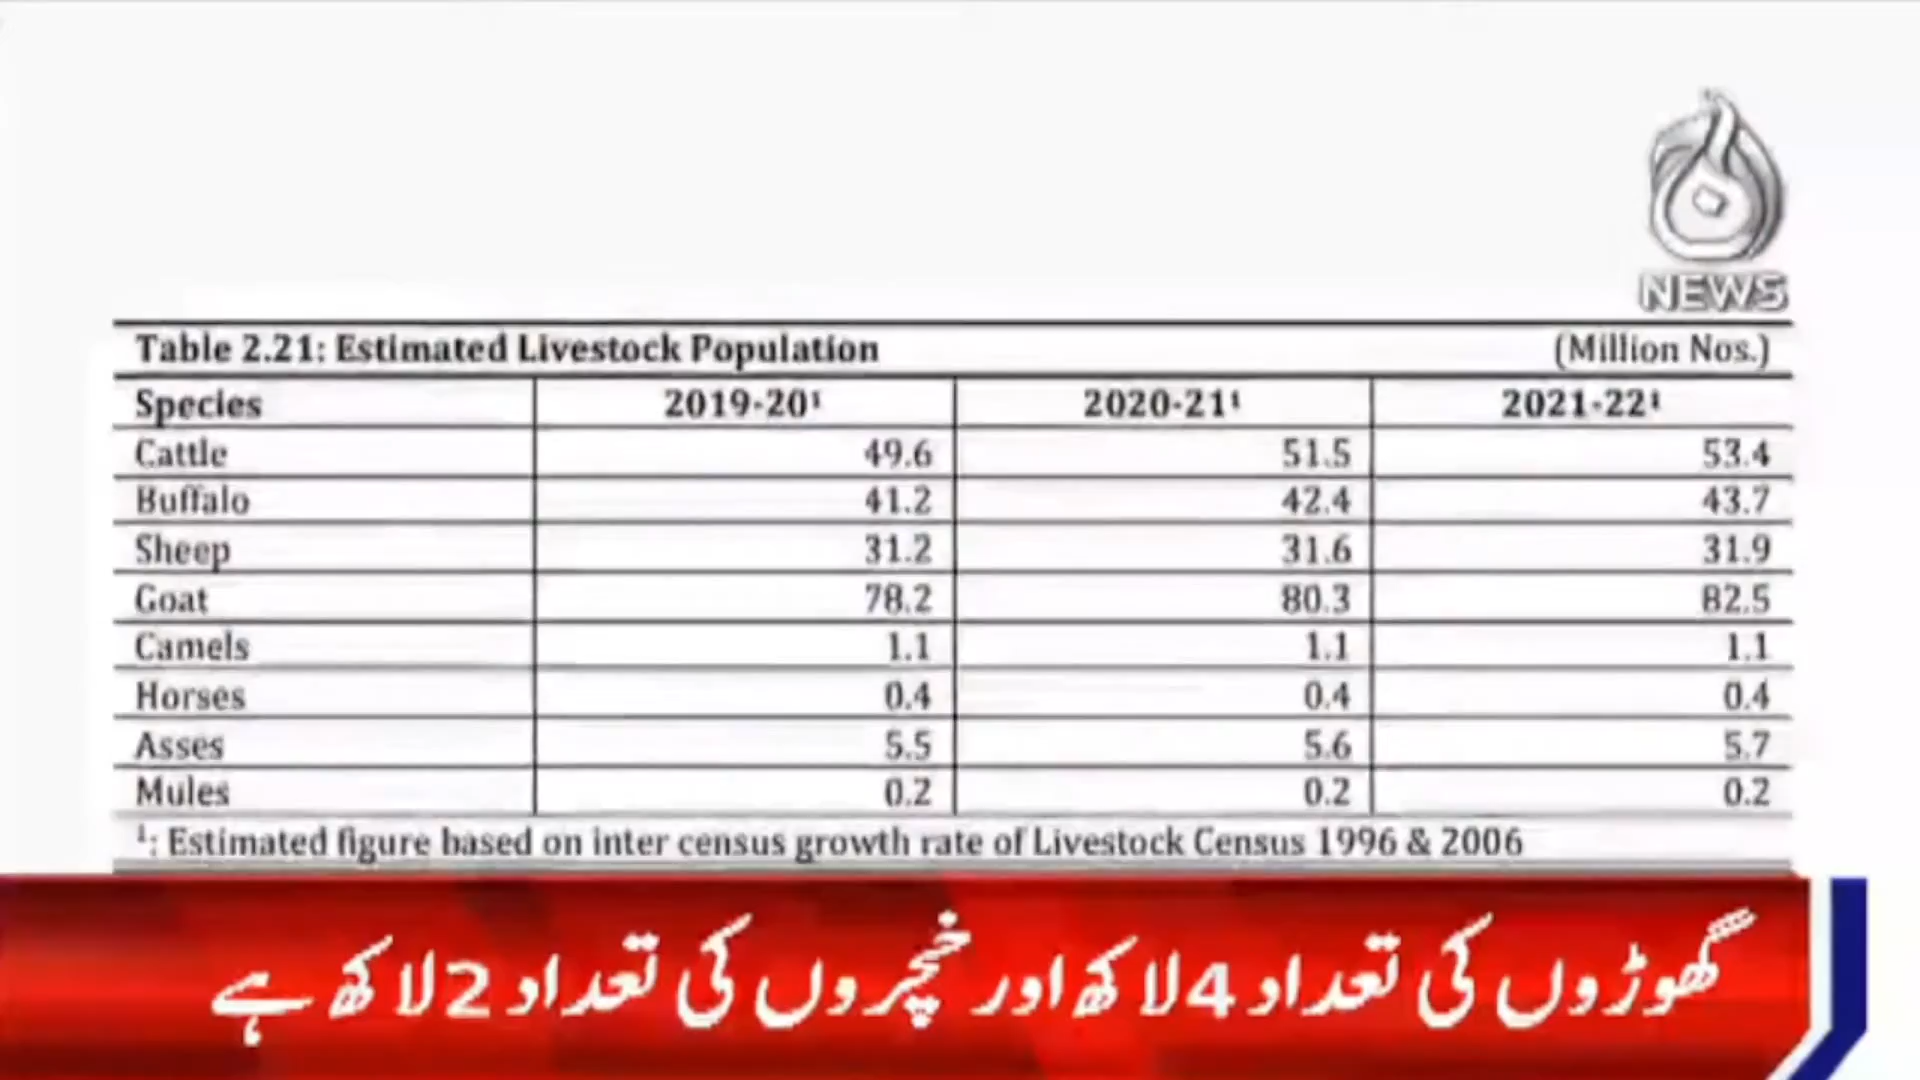 NEWS
Table 2.21: Estimated Livestock Population (Million Nos.)
Species 2019-20¹ 2020-21¹ 2021-22¹
Cattle 49.6 51.5 53.4
Buffalo 41.2 42.4 43.7
Sheep 31.2 31.6 31.9
Goat 78.2 80.3 82.5
Camels 1.1 1.1 1.1
Horses 0.4 0.4 0.4
Asses 5.5 5.6 5.7
Mules 0.2 0.2 0.2
¹: Estimated figure based on inter census growth rate of Livestock Census 1996 & 2006
گھوڑوں کی تعداد 4 لاکھ اور خچروں کی تعداد 2 لاکھ ہے